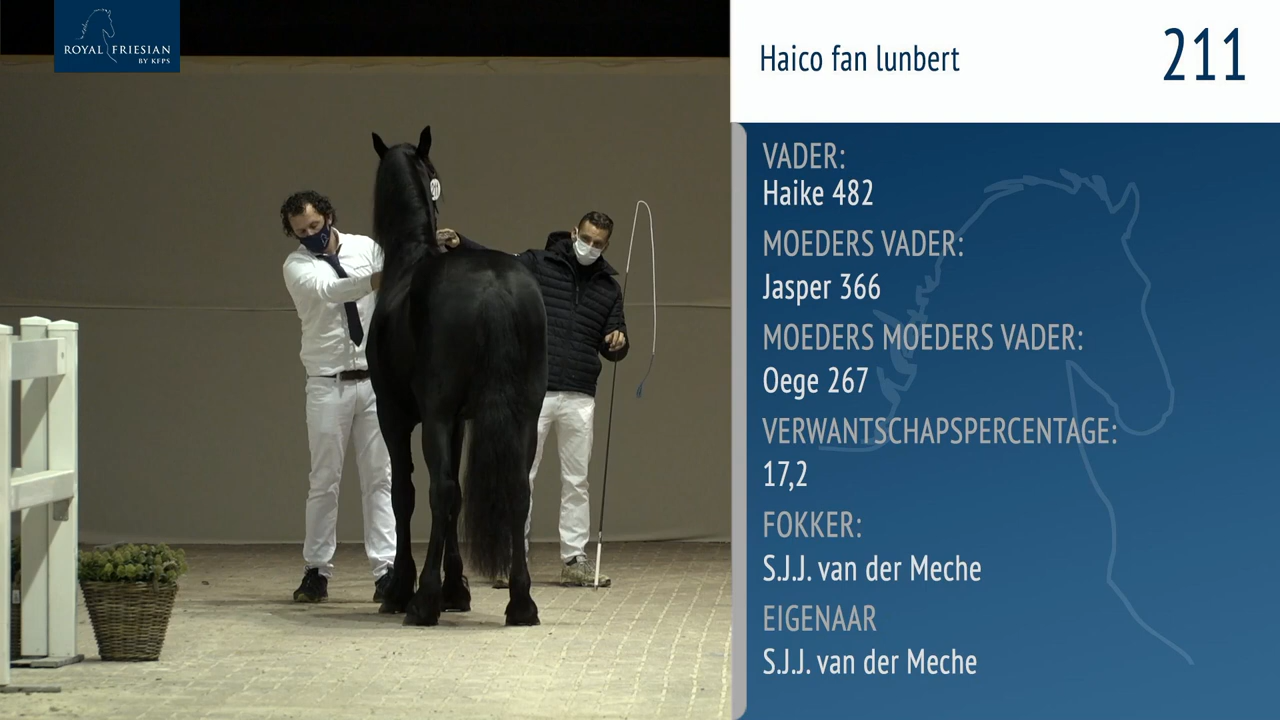 ROYAL FRIESIAN
BY KFPS
Haico fan lunbert
211
VADER:
Haike 482
MOEDERS VADER:
Jasper 366
MOEDERS MOEDERS VADER:
Oege 267
VERWANTSCHAPSPERCENTAGE:
17,2
FOKKER:
S.J.J. van der Meche
EIGENAAR
S.J.J. van der Meche